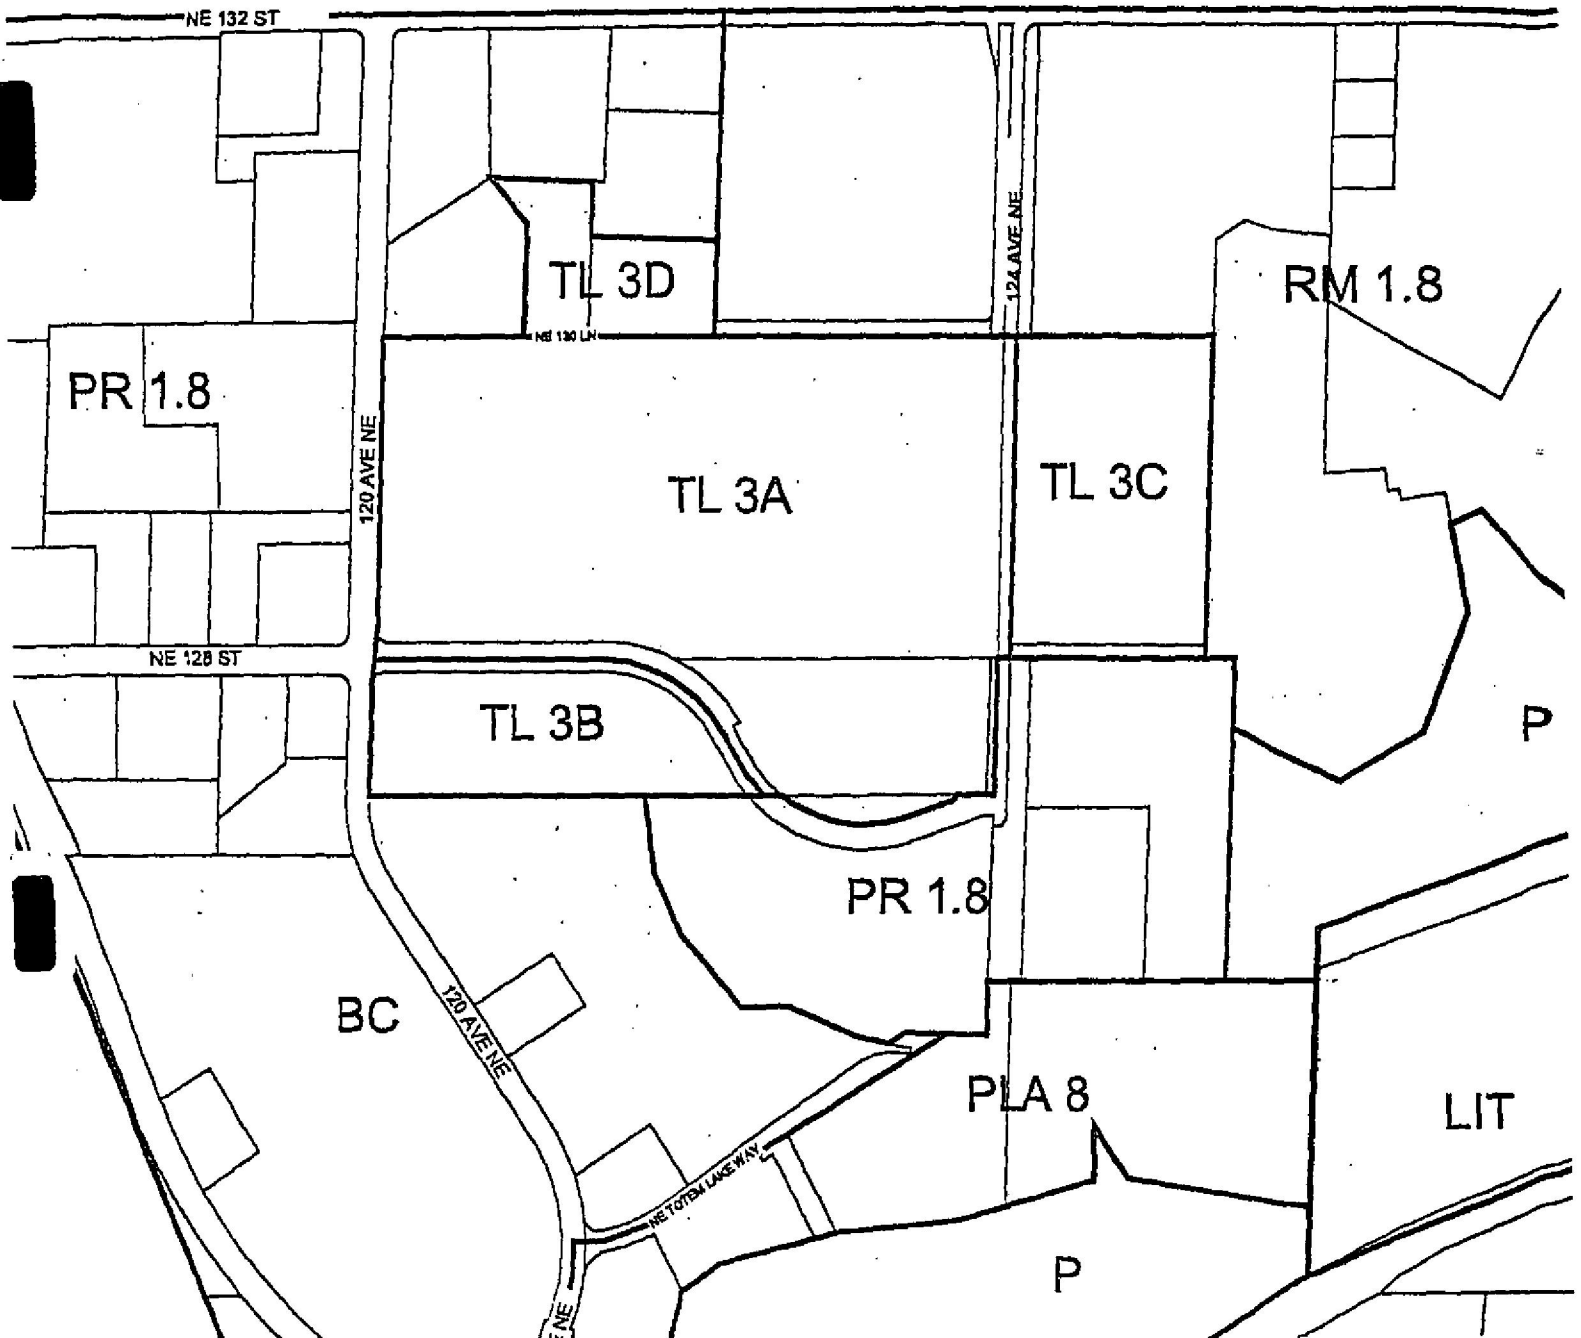 NE 132 ST
124 AVE NE
TL 3D
RM 1.8
NE 130 LN
PR 1.8
120 AVE NE
TL 3A
TL 3C
NE 128 ST
TL 3B
P
PR 1.8
BC
120 AVE NE
PLA 8
LIT
NE TOTEM LAKE WAY
P
E NE